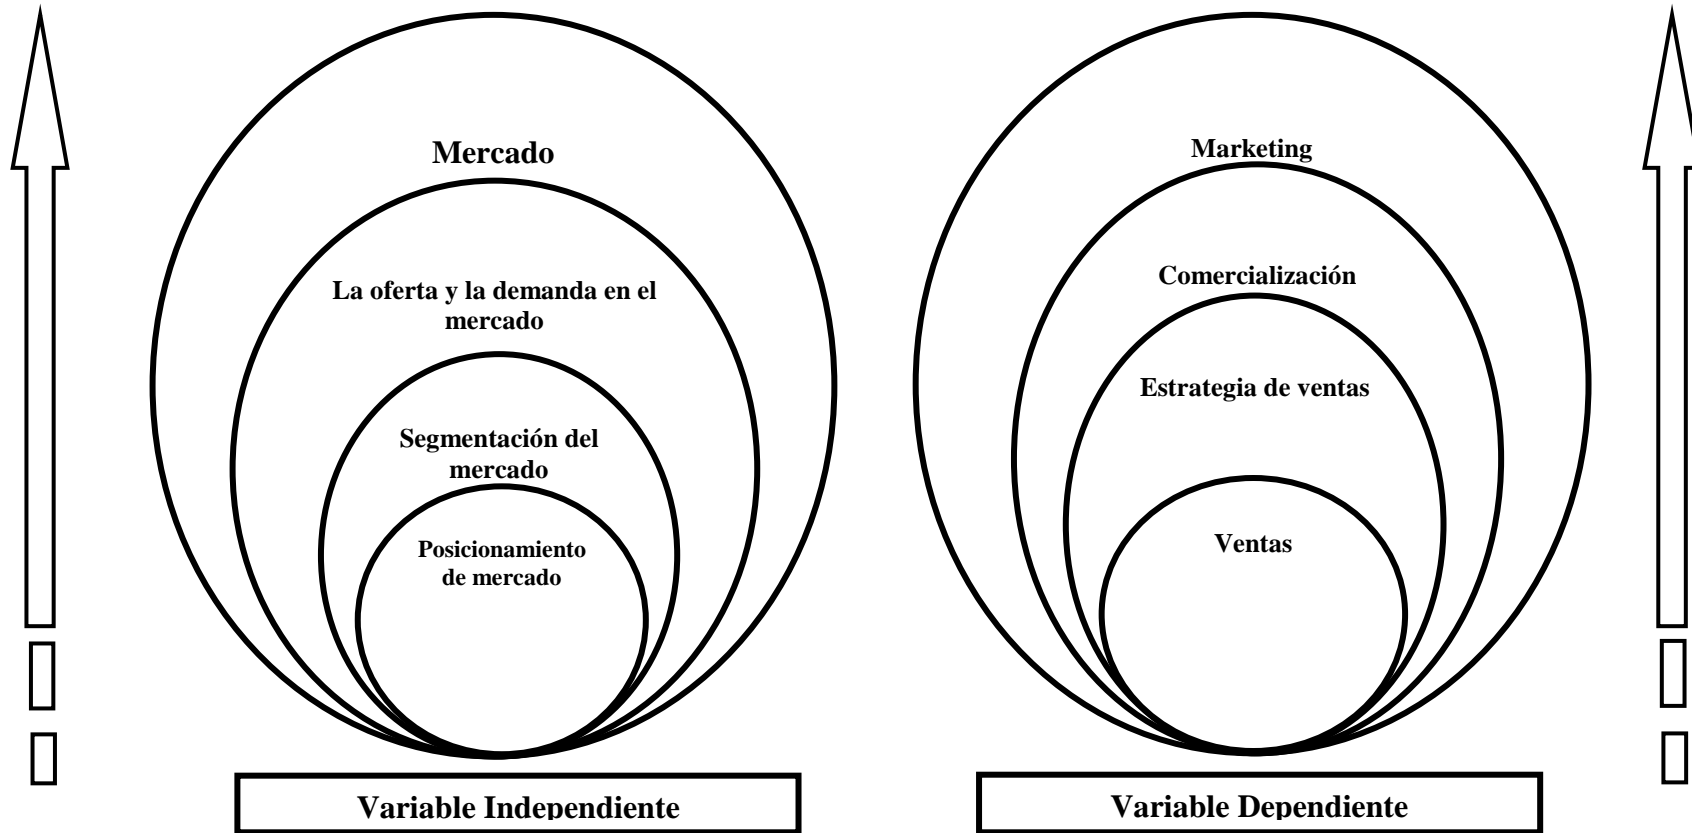 Mercado
La oferta y la demanda en el
mercado
Segmentación del
mercado
Posicionamiento
de mercado
Variable Independiente
Marketing
Comercialización
Estrategia de ventas
Ventas
Variable Dependiente